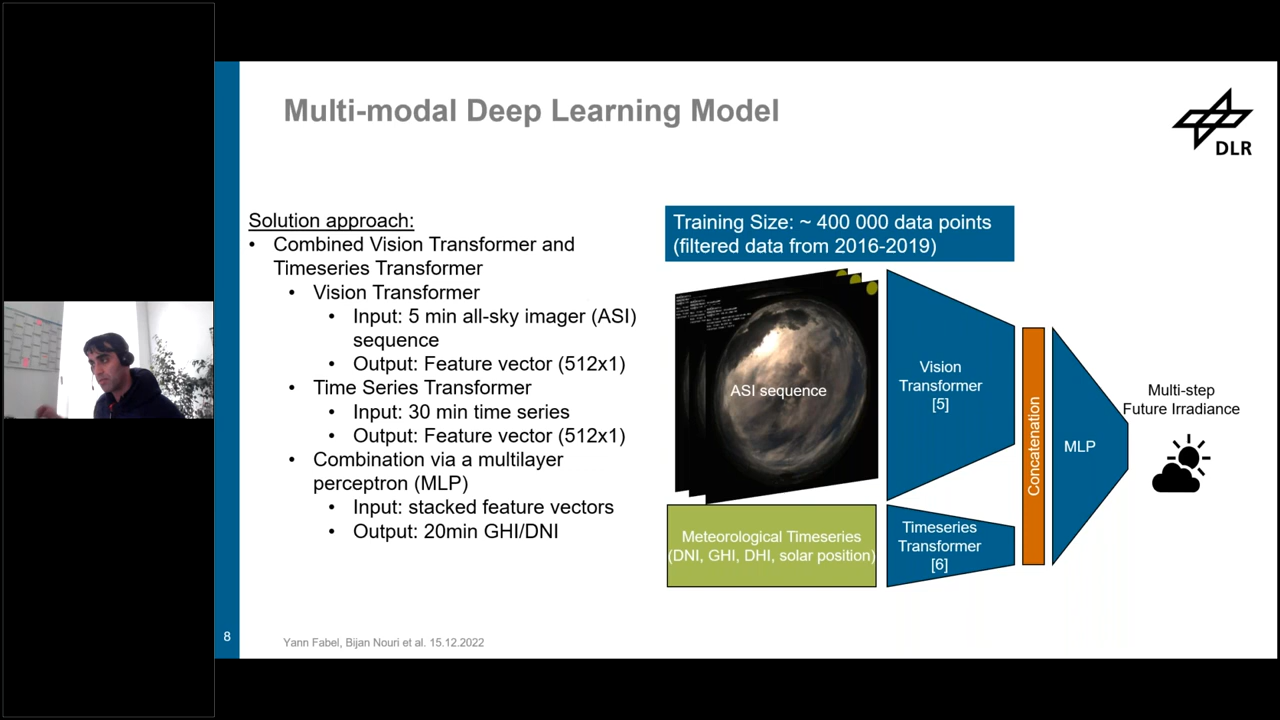 Multi-modal Deep Learning Model
DLR
Solution approach:
• Combined Vision Transformer and
Timeseries Transformer
• Vision Transformer
• Input: 5 min all-sky imager (ASI)
sequence
• Output: Feature vector (512x1)
• Time Series Transformer
• Input: 30 min time series
• Output: Feature vector (512x1)
• Combination via a multilayer
perceptron (MLP)
• Input: stacked feature vectors
• Output: 20min GHI/DNI
Training Size: ~ 400 000 data points
(filtered data from 2016-2019)
ASI sequence
Vision
Transformer
[5]
Meteorological Timeseries
(DNI, GHI, DHI, solar position)
Timeseries
Transformer
[6]
Concatenation
MLP
Multi-step
Future Irradiance
8
Yann Fabel, Bijan Nouri et al. 15.12.2022